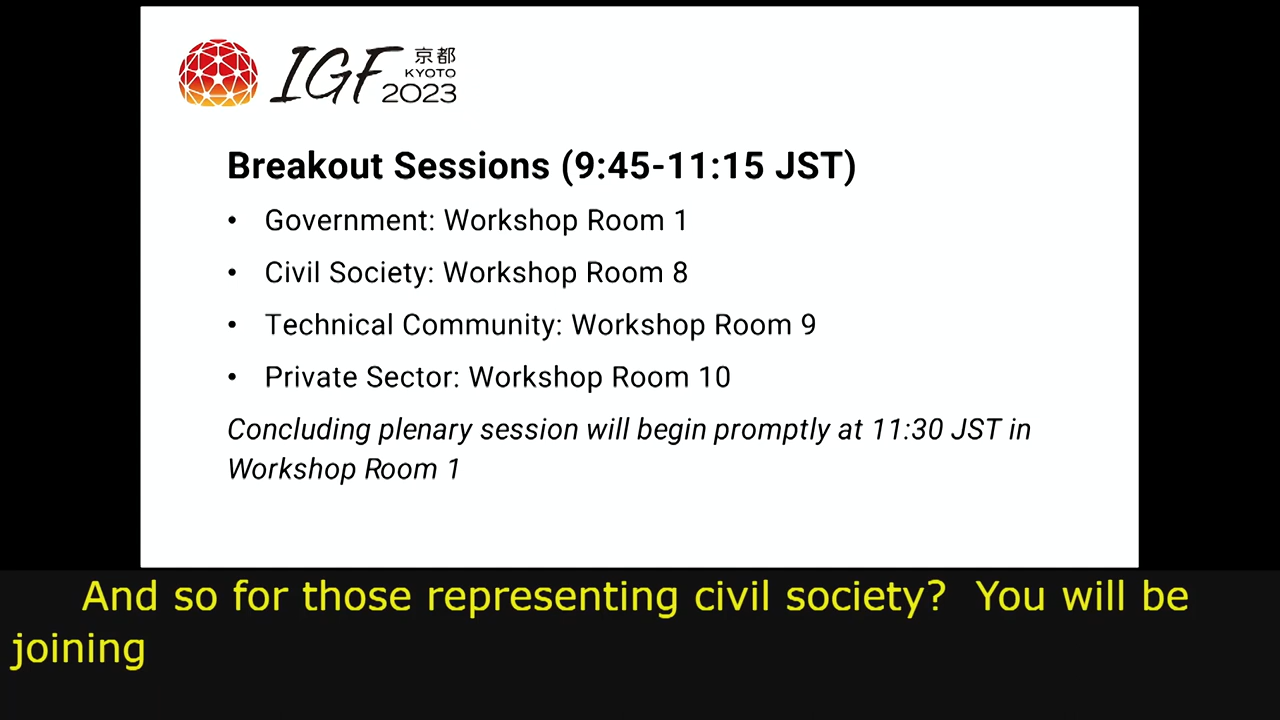 IGF 京都
KYOTO
2023
Breakout Sessions (9:45-11:15 JST)
• Government: Workshop Room 1
• Civil Society: Workshop Room 8
• Technical Community: Workshop Room 9
• Private Sector: Workshop Room 10
Concluding plenary session will begin promptly at 11:30 JST in
Workshop Room 1
And so for those representing civil society?  You will be
joining